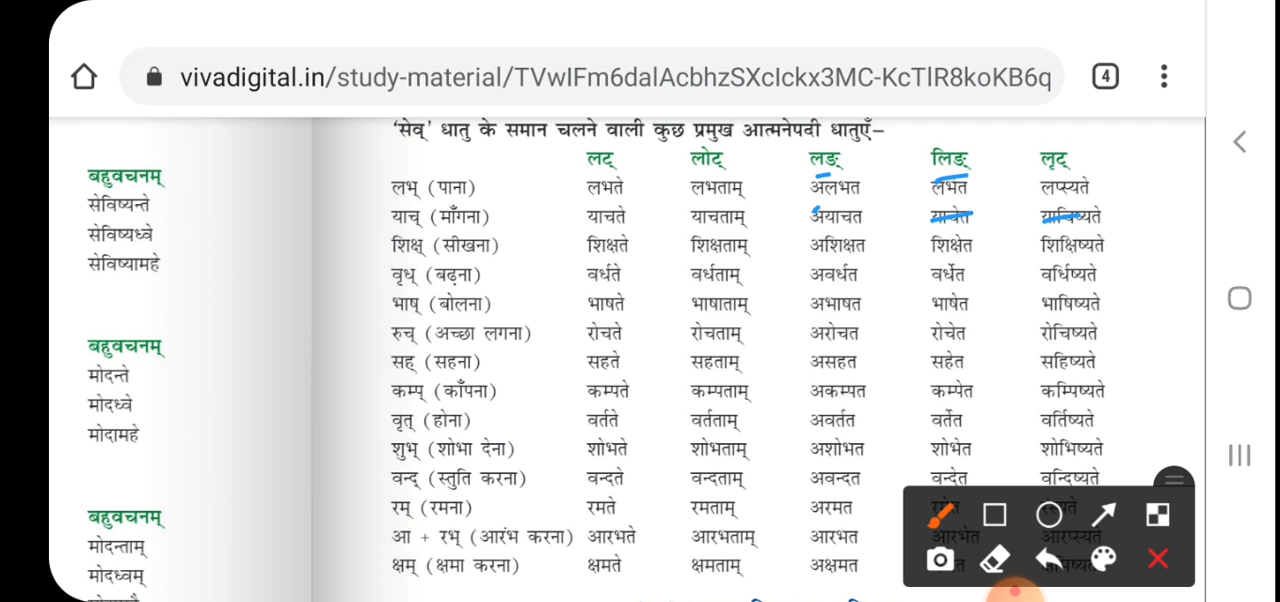 vivadigital.in/study-material/TVwIFm6dalAcbhzSXcIckx3MC-KcTlR8koKB6q
4
'सेव्' धातु के समान चलने वाली कुछ प्रमुख आत्मनेपदी धातुएँ–
लट् लोट् लङ् लिङ् लृट्
लभ् (पाना) लभते लभताम् अलभत लभेत लप्स्यते
याच् (माँगना) याचते याचताम् अयाचत याचेत याचिष्यते
शिक्ष् (सीखना) शिक्षते शिक्षताम् अशिक्षत शिक्षेत शिक्षिष्यते
वृध् (बढ़ना) वर्धते वर्धताम् अवर्धत वर्धेत वर्धिष्यते
भाष् (बोलना) भाषते भाषाताम् अभाषत भाषेत भाषिष्यते
रुच् (अच्छा लगना) रोचते रोचताम् अरोचत रोचेत रोचिष्यते
सह् (सहना) सहते सहताम् असहत सहेत सहिष्यते
कम्प् (काँपना) कम्पते कम्पताम् अकम्पत कम्पेत कम्पिष्यते
वृत् (होना) वर्तते वर्तताम् अवर्तत वर्तेत वर्तिष्यते
शुभ् (शोभा देना) शोभते शोभताम् अशोभत शोभेत शोभिष्यते
वन्द् (स्तुति करना) वन्दते वन्दताम् अवन्दत वन्देत वन्दिष्यते
रम् (रमना) रमते रमताम् अरमत
आ + रभ् (आरंभ करना) आरभते आरभताम् आरभत आरभेत आरप्स्यते
क्षम् (क्षमा करना) क्षमते क्षमताम् अक्षमत
बहुवचनम्
सेविष्यन्ते
सेविष्यध्वे
सेविष्यामहे
बहुवचनम्
मोदन्ते
मोदध्वे
मोदामहे
बहुवचनम्
मोदन्ताम्
मोदध्वम्